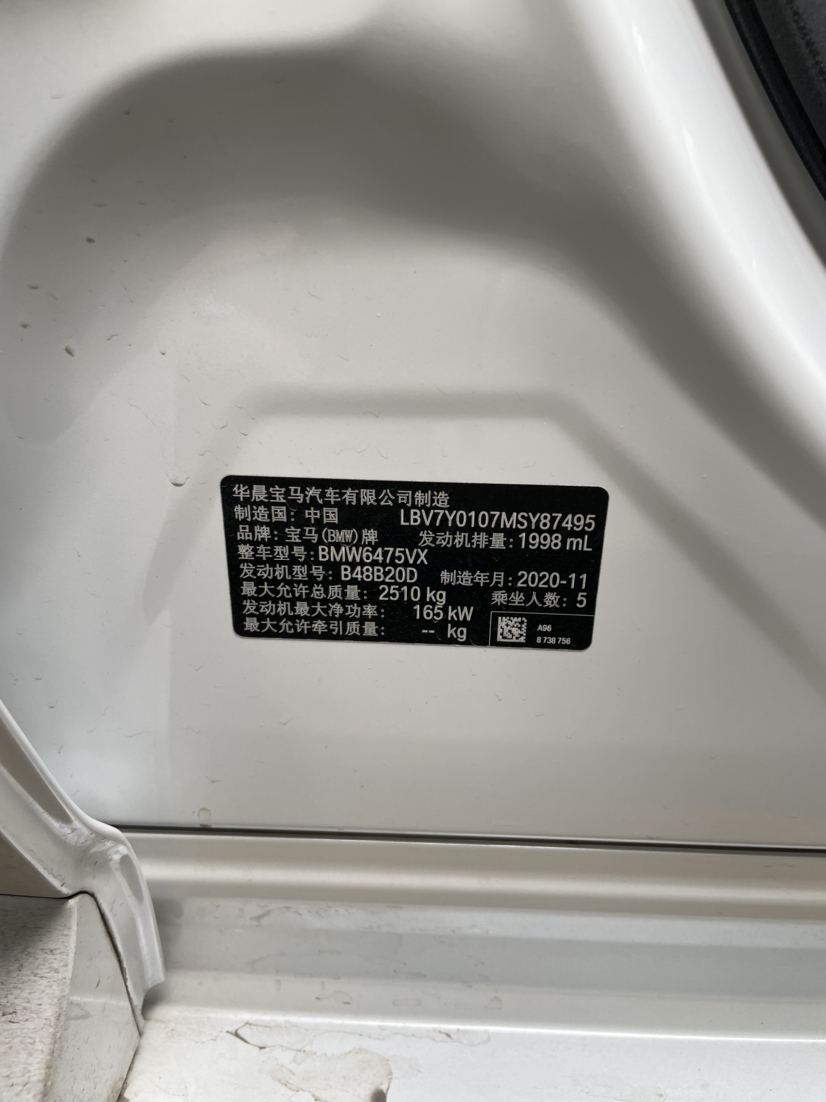 华晨宝马汽车有限公司制造
制造国：中国 LBV7Y0107MSY87495
品牌：宝马(BMW)牌 发动机排量：1998 mL
整车型号：BMW6475VX
发动机型号：B48B20D 制造年月：2020-11
最大允许总质量：2510 kg 乘坐人数：5
发动机最大净功率： 165 kW
最大允许牵引质量： -- kg
A96
8 738 756